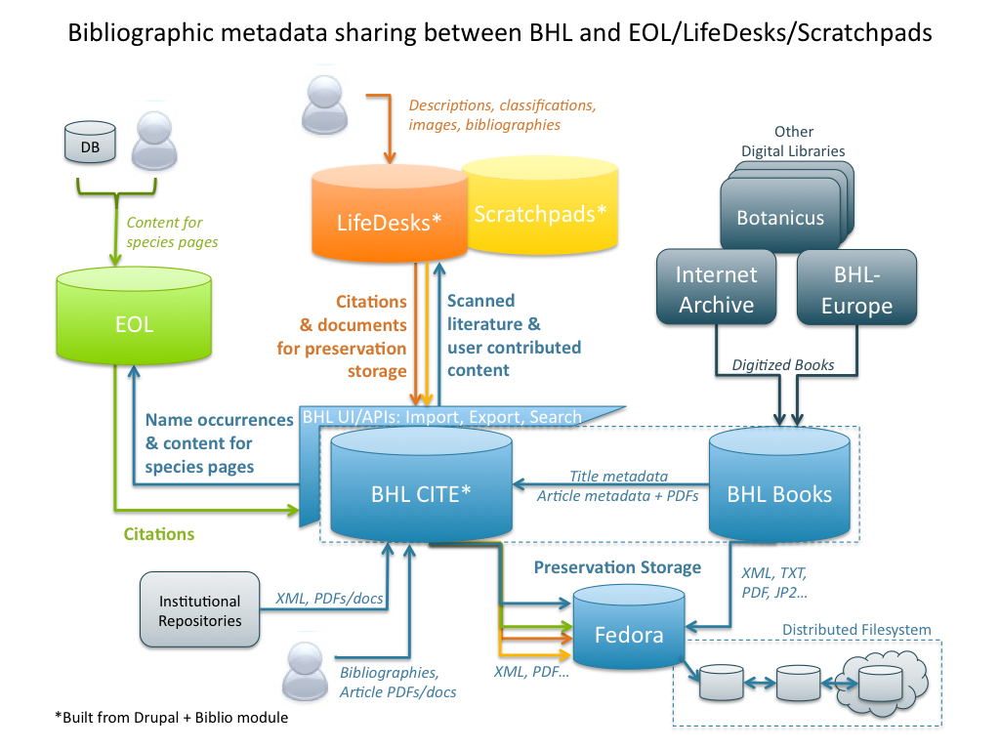 Bibliographic metadata sharing between BHL and EOL/LifeDesks/Scratchpads
DB
Content for
species pages
EOL
Descriptions, classifications,
images, bibliographies
LifeDesks*
Scratchpads*
Other
Digital Libraries
Botanicus
Internet
Archive
BHL-
Europe
Digitized Books
Citations
& documents
for preservation
storage
Scanned
literature &
user contributed
content
Name occurrences
& content for
species pages
Citations
BHL UI/APIs: Import, Export, Search
BHL CITE*
Title metadata
Article metadata + PDFs
BHL Books
Institutional
Repositories
XML, PDFs/docs
Bibliographies,
Article PDFs/docs
Preservation Storage
Fedora
XML, PDF...
XML, TXT,
PDF, JP2...
Distributed Filesystem
*Built from Drupal + Biblio module